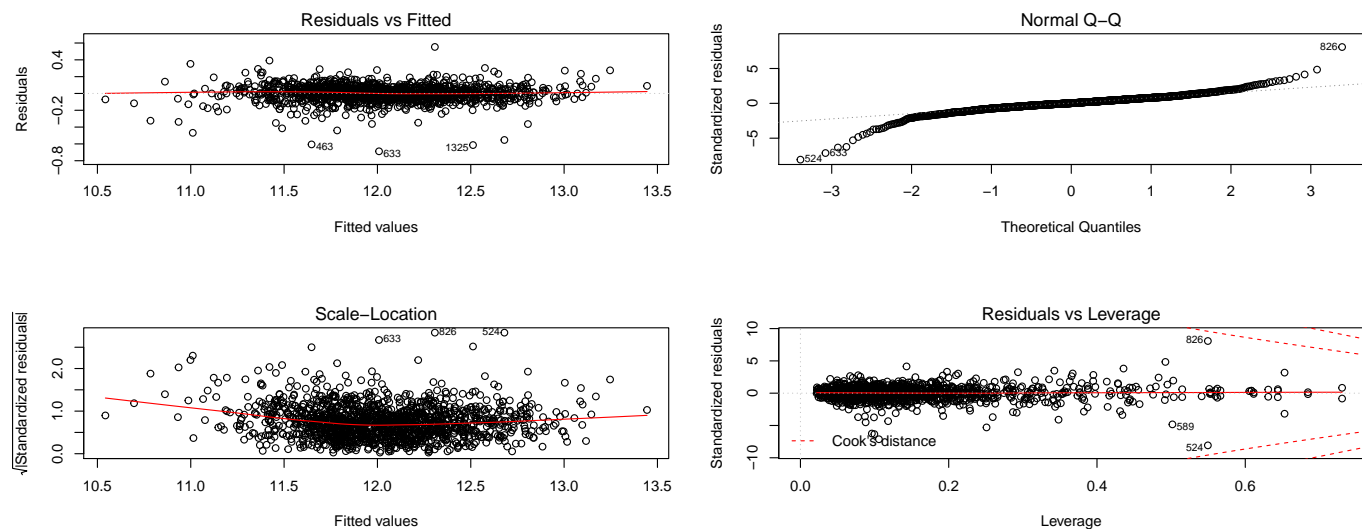 Residuals vs Fitted
Residuals
0.4
-0.2
-0.8
463
633
1325
10.5 11.0 11.5 12.0 12.5 13.0 13.5
Fitted values
Normal Q−Q
Standardized residuals
5
0
−5
826
524
633
−3 −2 −1 0 1 2 3
Theoretical Quantiles
Scale−Location
√|Standardized residuals|
2.0
1.0
0.0
633
826
524
10.5 11.0 11.5 12.0 12.5 13.0 13.5
Fitted values
Residuals vs Leverage
Standardized residuals
10
5
0
−5
−10
826
589
524
Cook's distance
0.0 0.2 0.4 0.6
Leverage